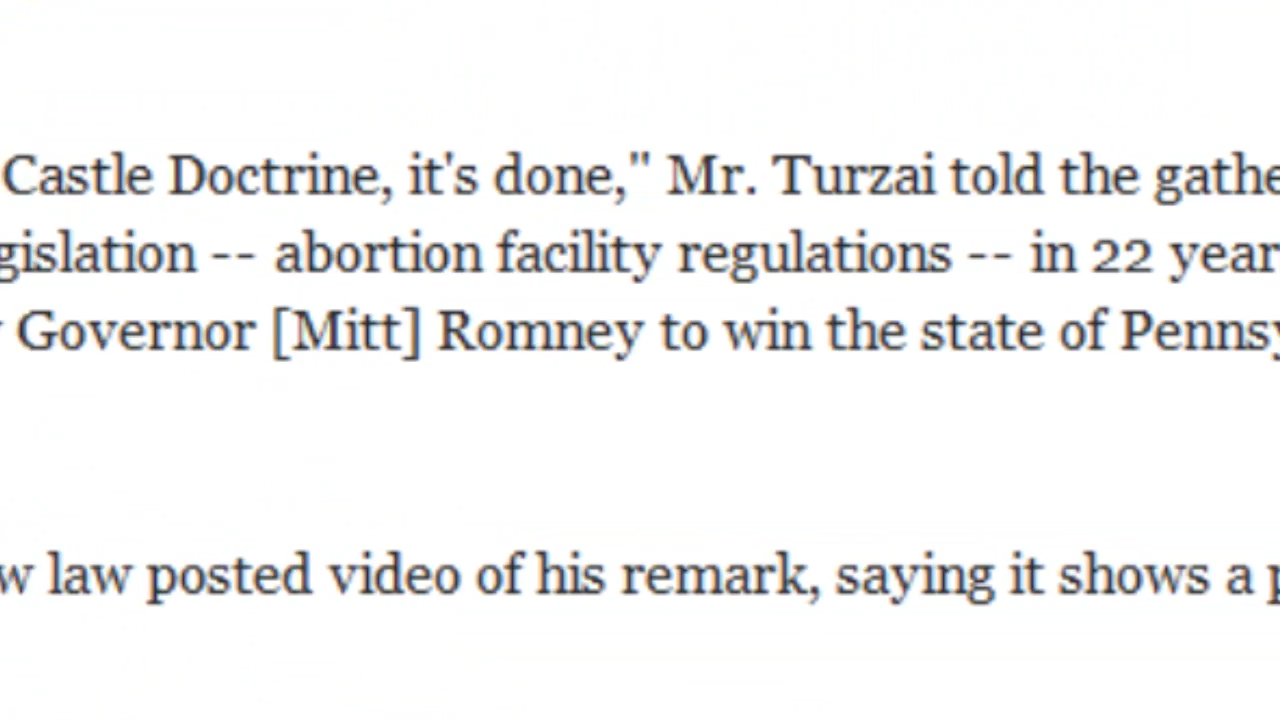 Castle Doctrine, it's done," Mr. Turzai told the gathe
gislation -- abortion facility regulations -- in 22 year
Governor [Mitt] Romney to win the state of Pennsy
w law posted video of his remark, saying it shows a p